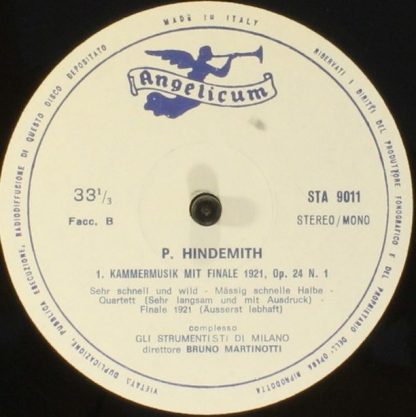 MADE IN ITALY
Angelicum
33 1/3
STA 9011
Facc. B
STEREO/MONO
P. HINDEMITH
1. KAMMERMUSIK MIT FINALE 1921, Op. 24 N. 1
Sehr schnell und wild - Mässig schnelle Halbe -
Quartett (Sehr langsam und mit Ausdruck) -
Finale 1921 (Äusserst lebhaft)
complesso
GLI STRUMENTISTI DI MILANO
direttore BRUNO MARTINOTTI
RISERVATI I DIRITTI DEL PRODUTTORE FONOGRAFICO E DEL PROPRIETARIO DELL'OPERA RIPRODOTTA
VIETATE DUPLICAZIONE, PUBBLICA ESECUZIONE, RADIODIFFUSIONE DI QUESTO DISCO DEPOSITATO